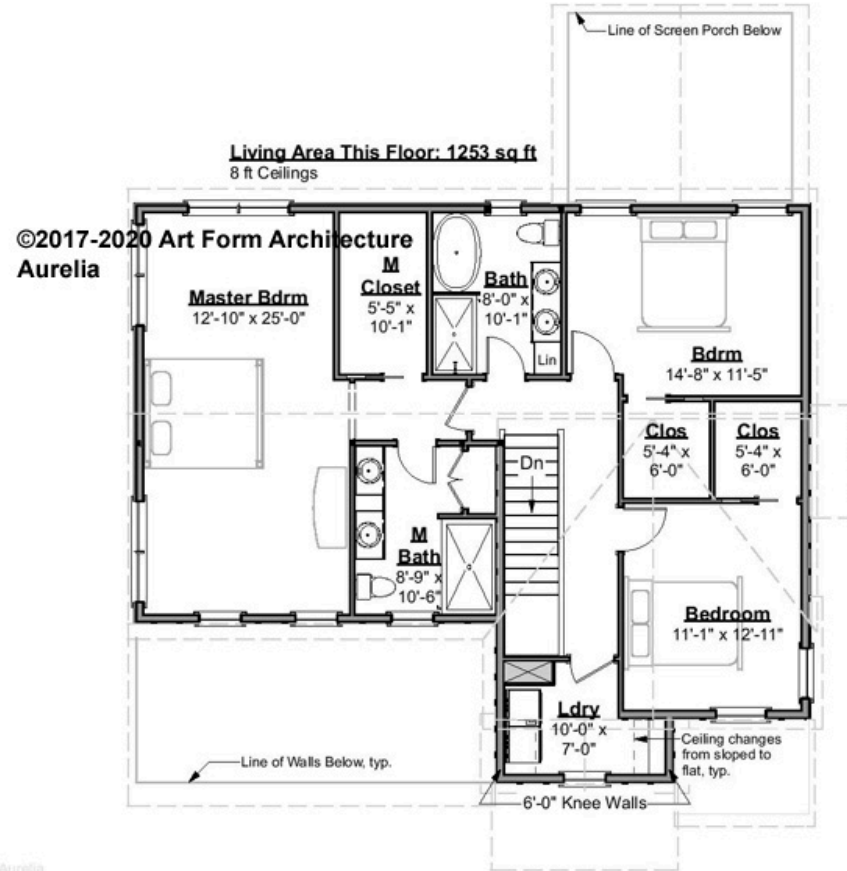 Line of Screen Porch Below
Living Area This Floor: 1253 sq ft
8 ft Ceilings
©2017-2020 Art Form Architecture
Aurelia
Master Bdrm
12'-10" x 25'-0"
M
Closet
5'-5" x
10'-1"
Bath
8'-0" x
10'-1"
Lin
Bdrm
14'-8" x 11'-5"
Clos
5'-4" x
6'-0"
Clos
5'-4" x
6'-0"
Dn
M
Bath
8'-9" x
10'-6"
Bedroom
11'-1" x 12'-11"
Ldry
10'-0" x
7'-0"
Ceiling changes
from sloped to
flat, typ.
Line of Walls Below, typ.
6'-0" Knee Walls
Aurelia